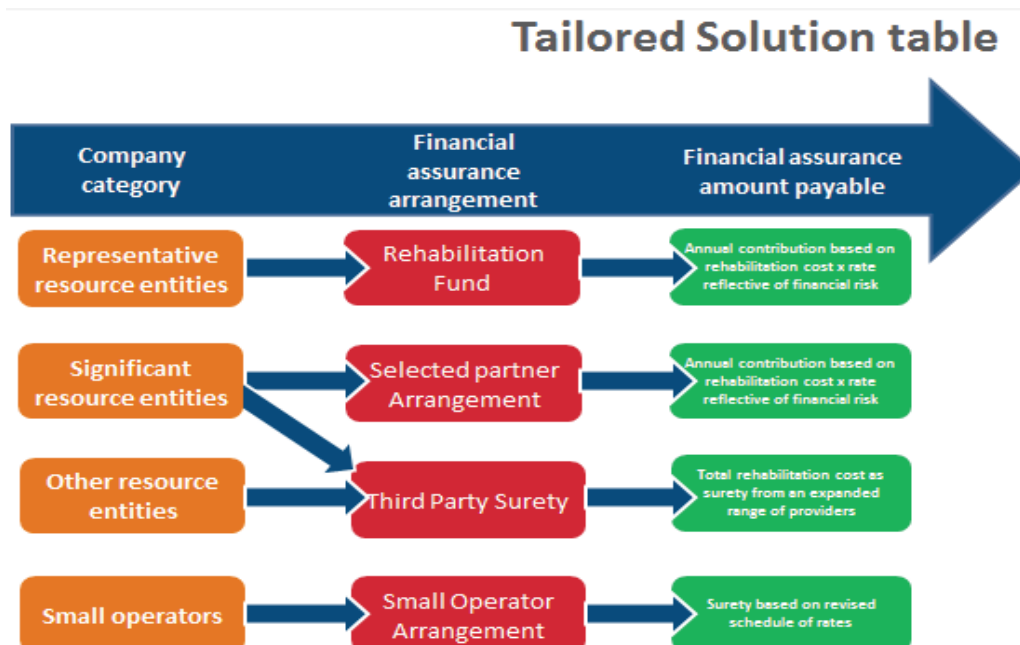 Tailored Solution table
Company
category
Financial
assurance
arrangement
Financial assurance
amount payable
Representative
resource entities
Rehabilitation
Fund
Annual contribution based on
rehabilitation cost x rate
reflective of financial risk
Significant
resource entities
Selected partner
Arrangement
Annual contribution based on
rehabilitation cost x rate
reflective of financial risk
Other resource
entities
Third Party Surety
Total rehabilitation cost as
surety from an expanded
range of providers
Small operators
Small Operator
Arrangement
Surety based on revised
schedule of rates